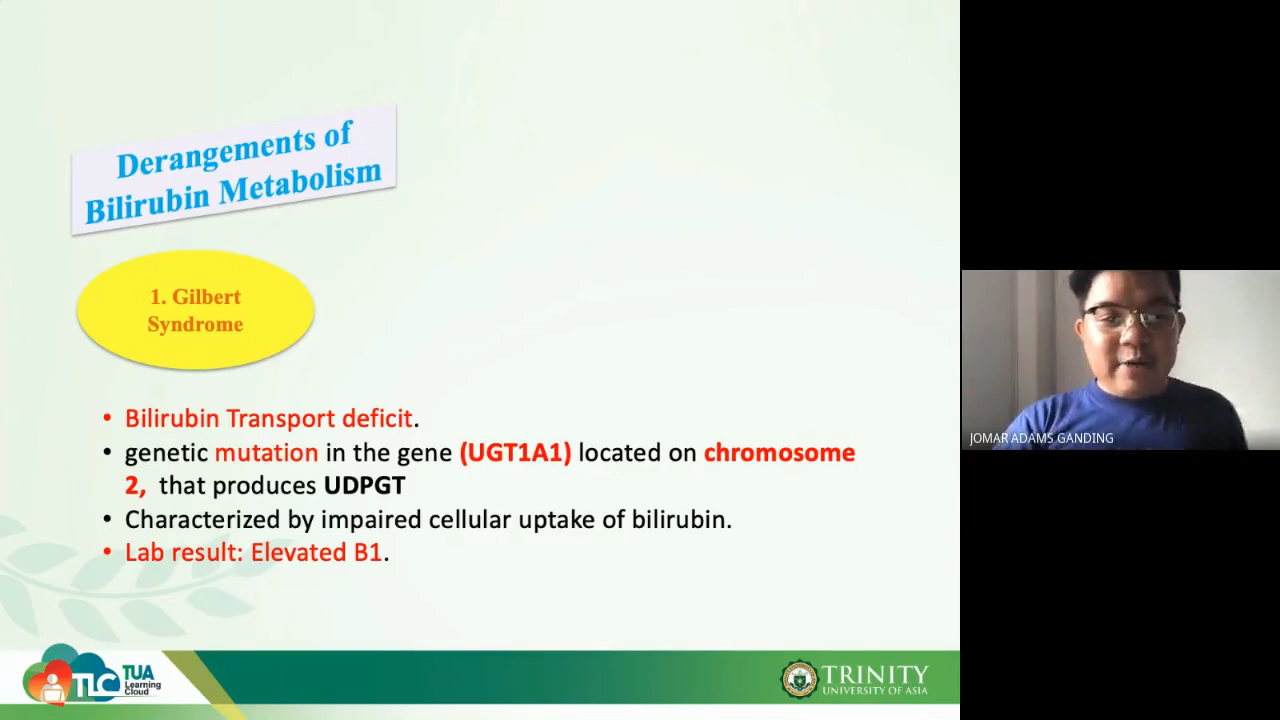 Derangements of
Bilirubin Metabolism
1. Gilbert
Syndrome
• Bilirubin Transport deficit.
• genetic mutation in the gene (UGT1A1) located on chromosome
2, that produces UDPGT
• Characterized by impaired cellular uptake of bilirubin.
• Lab result: Elevated B1.
JOMAR ADAMS GANDING
TLC
TUA
Learning
Cloud
TRINITY
UNIVERSITY OF ASIA